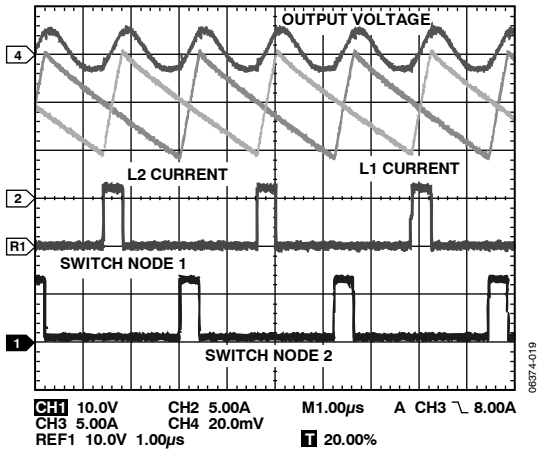 OUTPUT VOLTAGE
4
L2 CURRENT
L1 CURRENT
2
R1
SWITCH NODE 1
1
SWITCH NODE 2
06374-019
CH1 10.0V CH2 5.00A M1.00µs A CH3 ㄟ 8.00A
CH3 5.00A CH4 20.0mV
REF1 10.0V 1.00µs T 20.00%